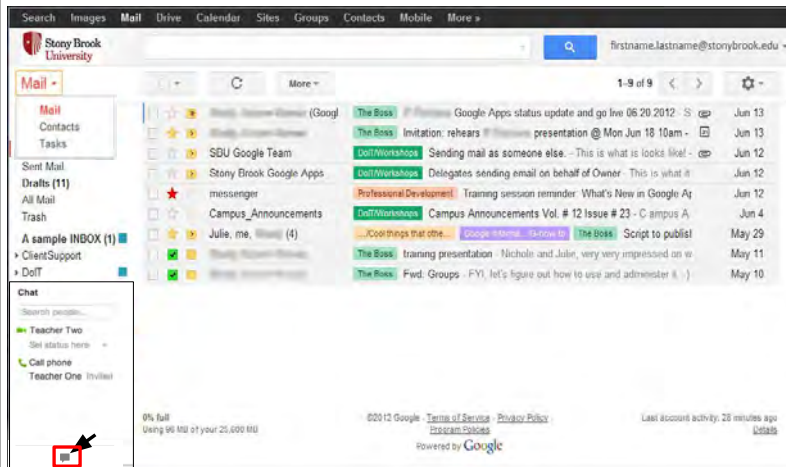 Search Images Mail Drive Calendar Sites Groups Contacts Mobile More »
Stony Brook
University
firstname.lastname@stonybrook.edu
Mail
More
1–9 of 9
Mail
Contacts
Tasks
Sent Mail
Drafts (11)
All Mail
Trash
A sample INBOX (1)
ClientSupport
DoIT
(Googl The Boss Google Apps status update and go live 06.20.2012 - S Jun 13
The Boss Invitation: rehears presentation @ Mon Jun 18 10am - Jun 13
SBU Google Team DoIT/Workshops Sending mail as someone else. - This is what is looks like! - Jun 12
Stony Brook Google Apps DoIT/Workshops Delegates sending email on behalf of Owner - This is what it Jun 12
messenger Professional Development Training session reminder: What's New in Google Ap Jun 12
Campus_Announcements DoIT/Workshops Campus Announcements Vol. # 12 Issue # 23 - Campus A Jun 4
Julie, me, (4) .../Cool things that othe... The Boss Script to publist May 29
The Boss training presentation - Nichole and Julie, very very impressed on w May 11
The Boss Fwd: Groups - FYI, let's figure out how to use and administer it. :) May 10
Chat
Search people...
Teacher Two
Set status here
Call phone
Teacher One Invited
0% full
Using 90 MB of your 25,600 MB
©2012 Google - Terms of Service - Privacy Policy -
Program Policies
Powered by Google
Last account activity: 28 minutes ago
Details